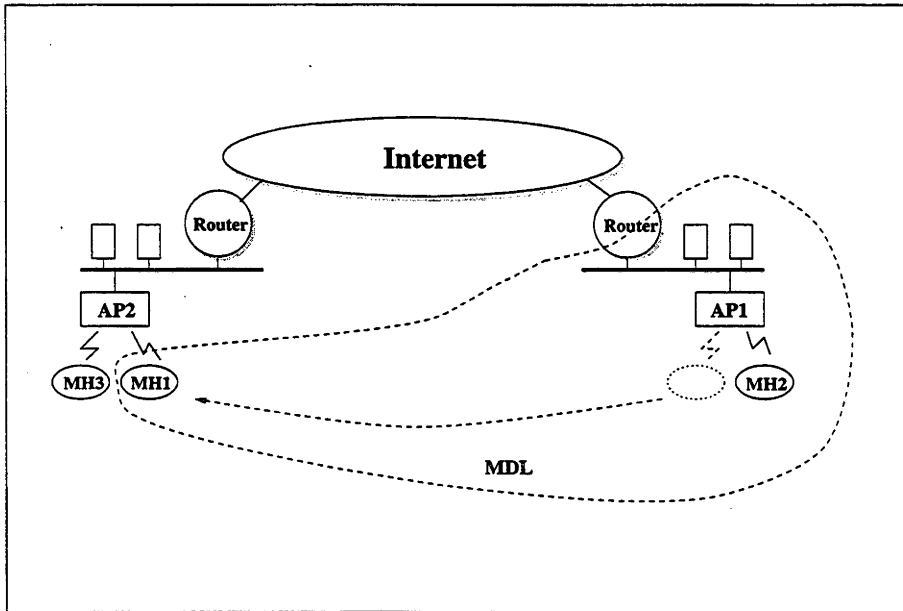 Internet
Router
Router
AP2
AP1
MH3
MH1
MH2
MDL